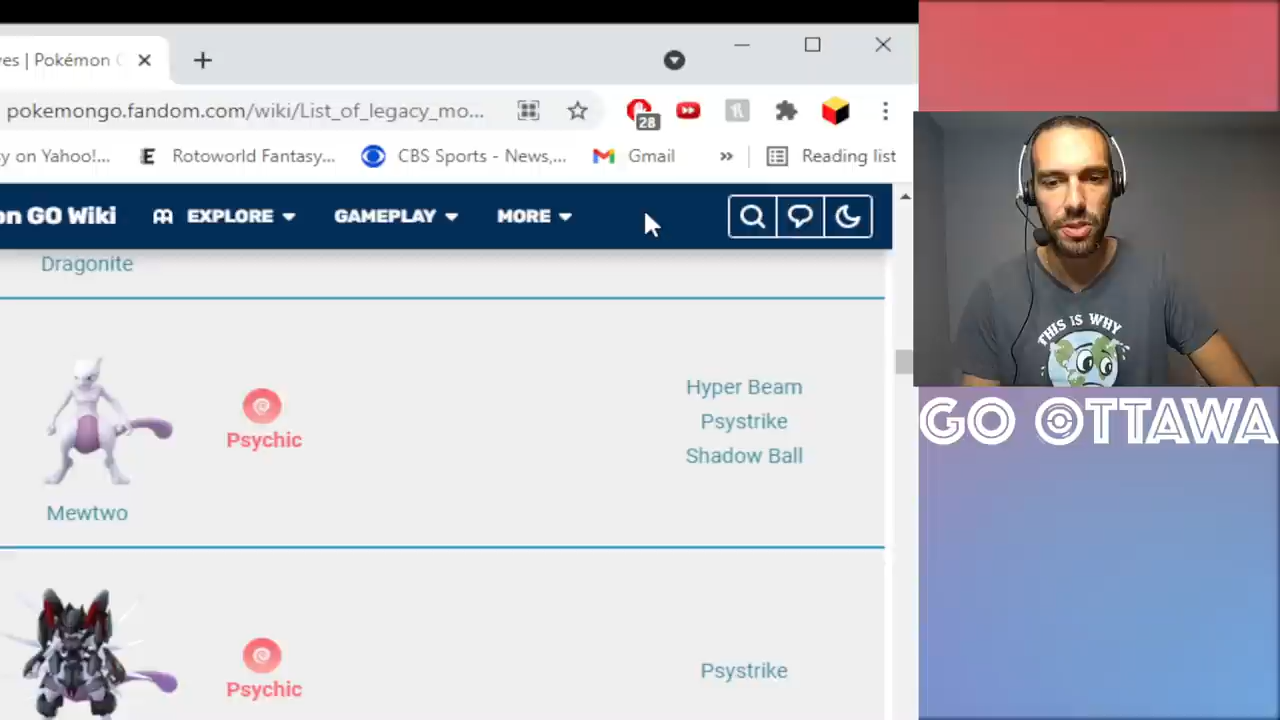 ves | Pokémon G
pokemongo.fandom.com/wiki/List_of_legacy_mo...
28
y on Yahoo!...
Rotoworld Fantasy...
CBS Sports - News,...
Gmail
Reading list
on GO Wiki
EXPLORE
GAMEPLAY
MORE
Dragonite
Psychic
Hyper Beam
Psystrike
Shadow Ball
Mewtwo
Psychic
Psystrike
THIS IS WHY
GO OTTAWA